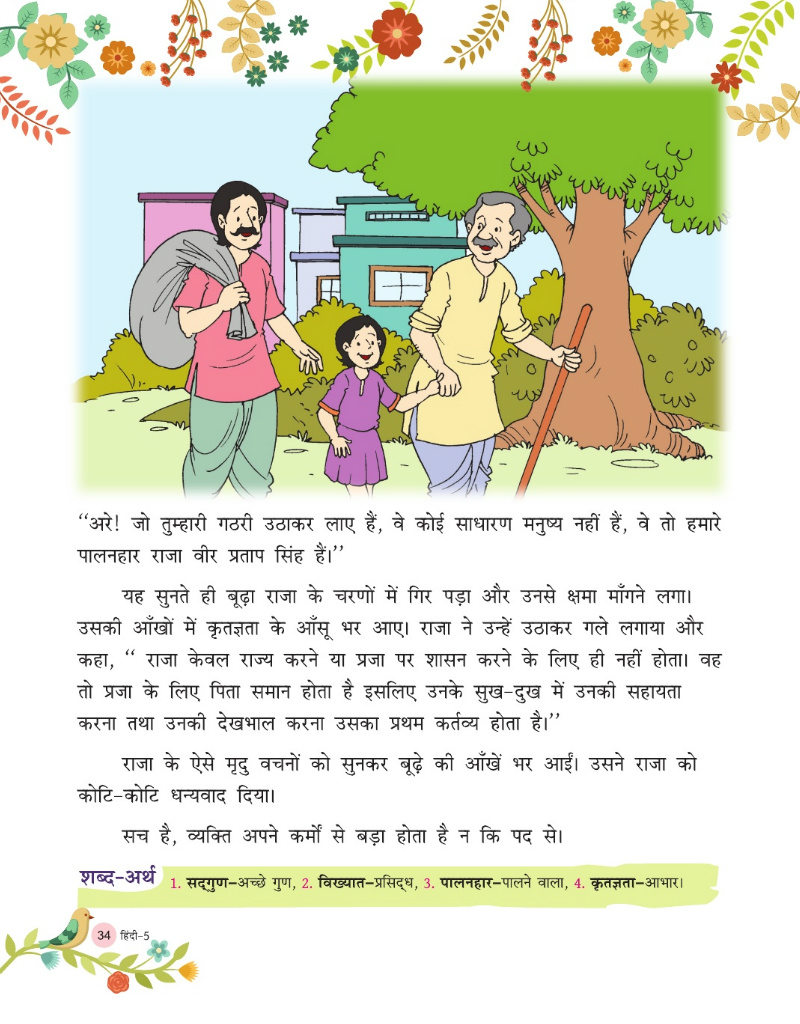 ‘‘अरे! जो तुम्हारी गठरी उठाकर लाए हैं, वे कोई साधारण मनुष्य नहीं हैं, वे तो हमारे
पालनहार राजा वीर प्रताप सिंह हैं।’’
यह सुनते ही बूढ़ा राजा के चरणों में गिर पड़ा और उनसे क्षमा माँगने लगा।
उसकी आँखों में कृतज्ञता के आँसू भर आए। राजा ने उन्हें उठाकर गले लगाया और
कहा, ‘‘ राजा केवल राज्य करने या प्रजा पर शासन करने के लिए ही नहीं होता। वह
तो प्रजा के लिए पिता समान होता है इसलिए उनके सुख-दुख में उनकी सहायता
करना तथा उनकी देखभाल करना उसका प्रथम कर्तव्य होता है।’’
राजा के ऐसे मृदु वचनों को सुनकर बूढ़े की आँखें भर आईं। उसने राजा को
कोटि-कोटि धन्यवाद दिया।
सच है, व्यक्ति अपने कर्मों से बड़ा होता है न कि पद से।
शब्द-अर्थ 1. सद्‌गुण–अच्छे गुण, 2. विख्यात–प्रसिद्‌ध, 3. पालनहार–पालने वाला, 4. कृतज्ञता–आभार।
34 हिंदी-5